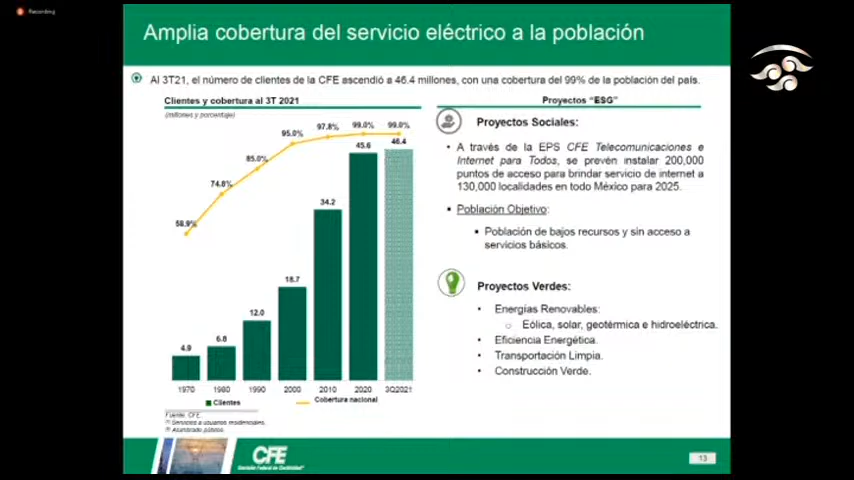 Recording
Amplia cobertura del servicio eléctrico a la población
Al 3T21, el número de clientes de la CFE ascendió a 46.4 millones, con una cobertura del 99% de la población del país.
Clientes y cobertura al 3T 2021
(millones y porcentaje)
58.9%
74.8%
85.0%
95.0%
97.8%
99.0%
99.0%
4.9
6.8
12.0
18.7
34.2
45.6
46.4
1970
1980
1990
2000
2010
2020
3Q2021
Clientes
Cobertura nacional
Fuente: CFE.
(1) Servicios a usuarios residenciales.
(2) Alumbrado público.
Proyectos “ESG”
Proyectos Sociales:
• A través de la EPS CFE Telecomunicaciones e
Internet para Todos, se prevén instalar 200,000
puntos de acceso para brindar servicio de internet a
130,000 localidades en todo México para 2025.
▪ Población Objetivo:
▪ Población de bajos recursos y sin acceso a
servicios básicos.
Proyectos Verdes:
• Energías Renovables:
o Eólica, solar, geotérmica e hidroeléctrica.
• Eficiencia Energética.
• Transportación Limpia.
• Construcción Verde.
CFE
Comisión Federal de Electricidad
13